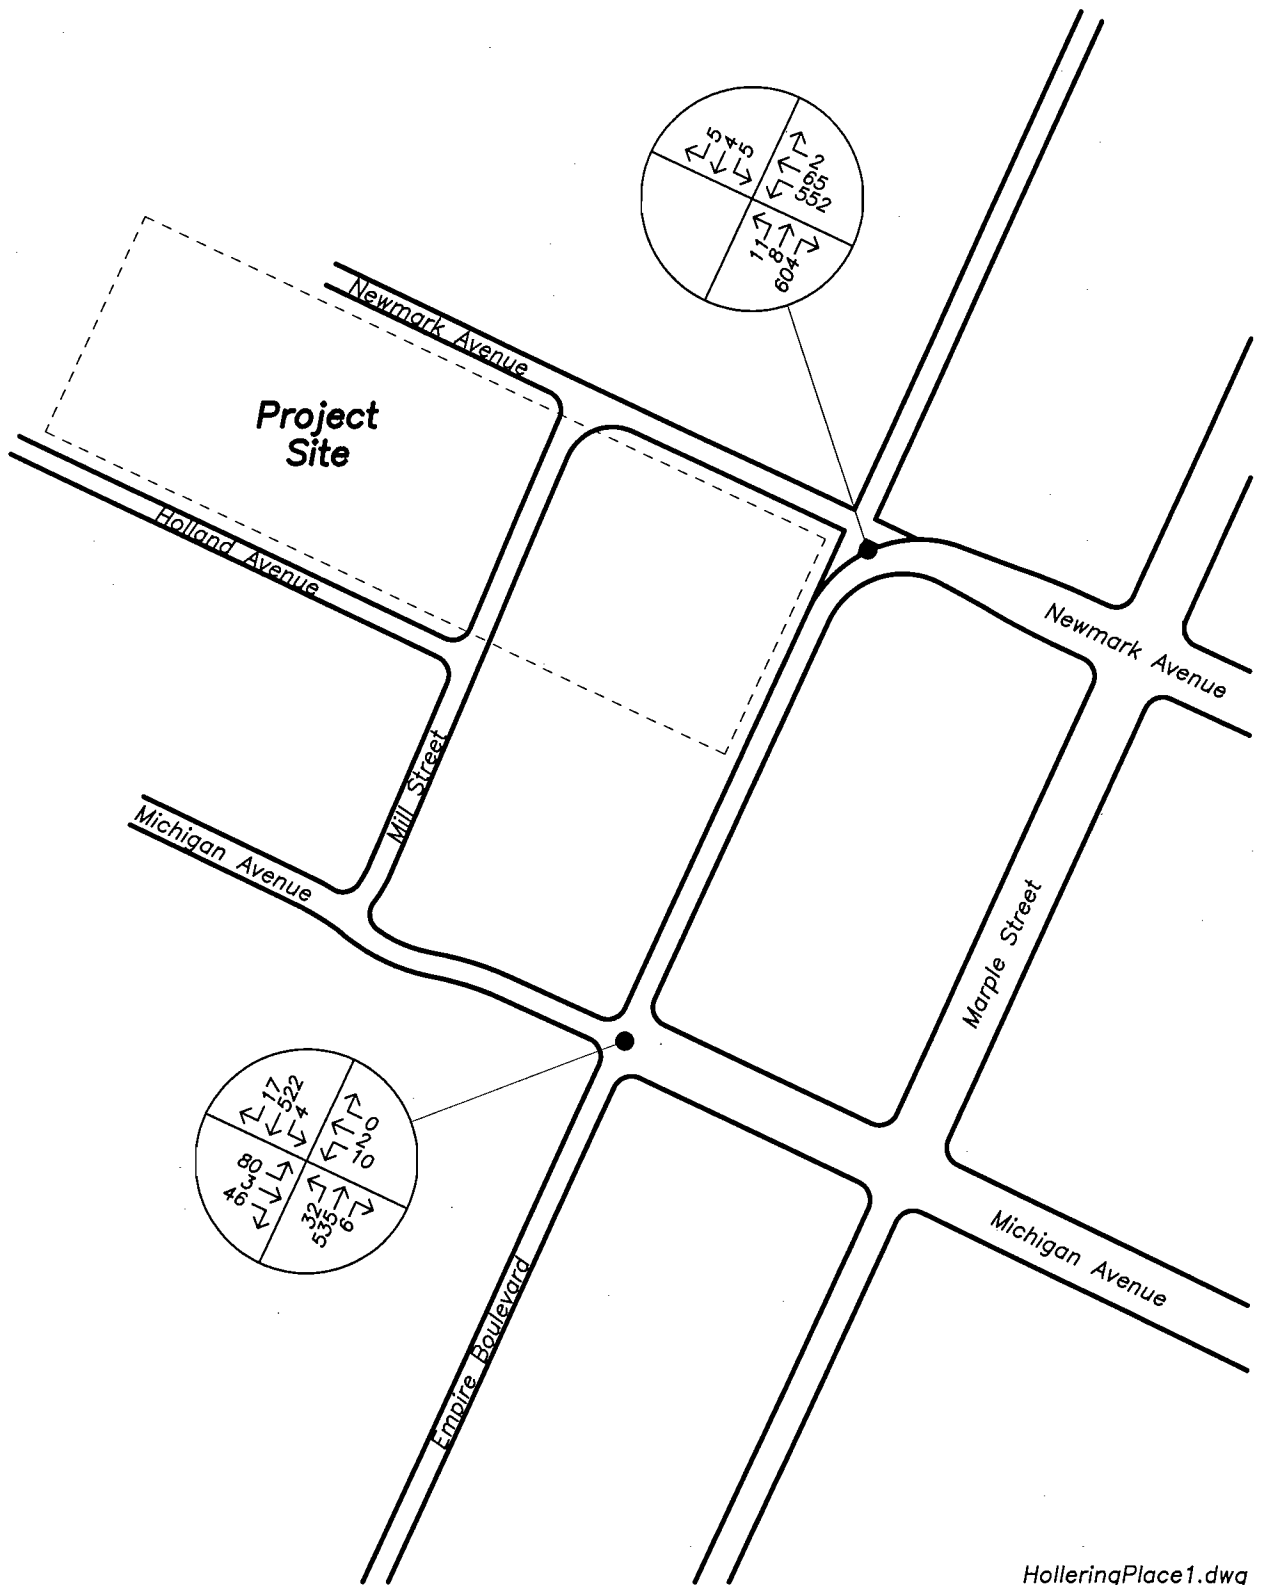 5
4
5
2
65
552
11
8
604
Newmark Avenue
Project
Site
Holland Avenue
Newmark Avenue
Mill Street
Michigan Avenue
Marple Street
17
522
4
0
2
10
80
3
46
32
535
6
Michigan Avenue
Empire Boulevard
HolleringPlace1.dwg